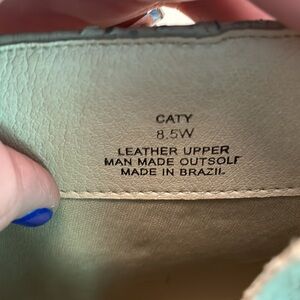 CATY
8.5W
LEATHER UPPER
MAN MADE OUTSOLE
MADE IN BRAZIL